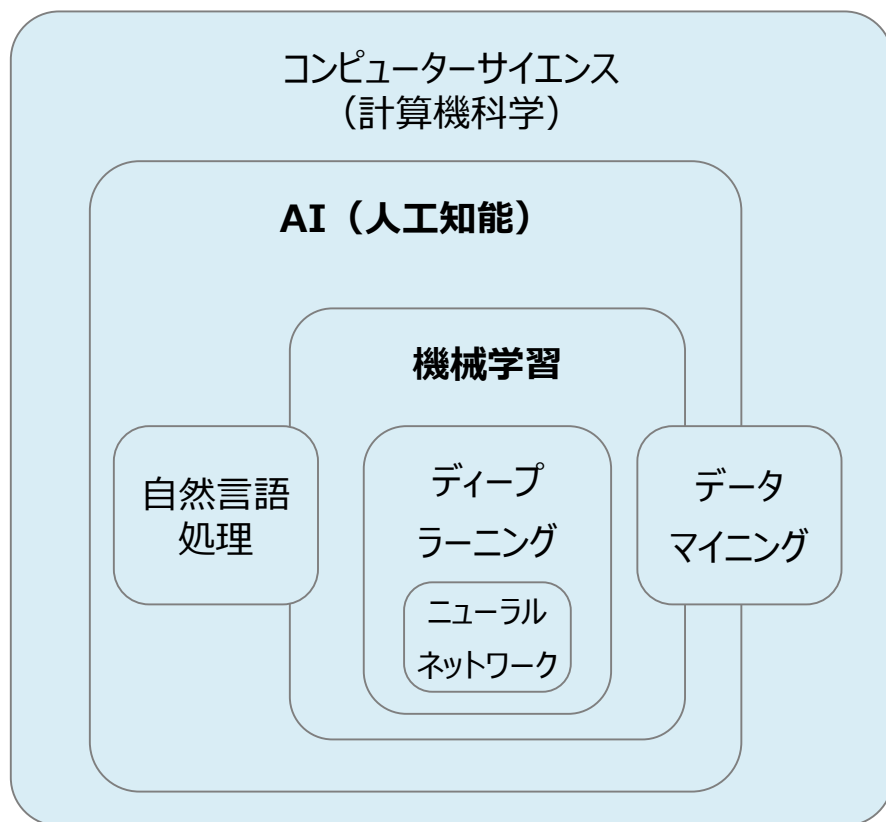 コンピューターサイエンス
（計算機科学）
AI（人工知能）
機械学習
自然言語
処理
ディープ
ラーニング
ニューラル
ネットワーク
データ
マイニング